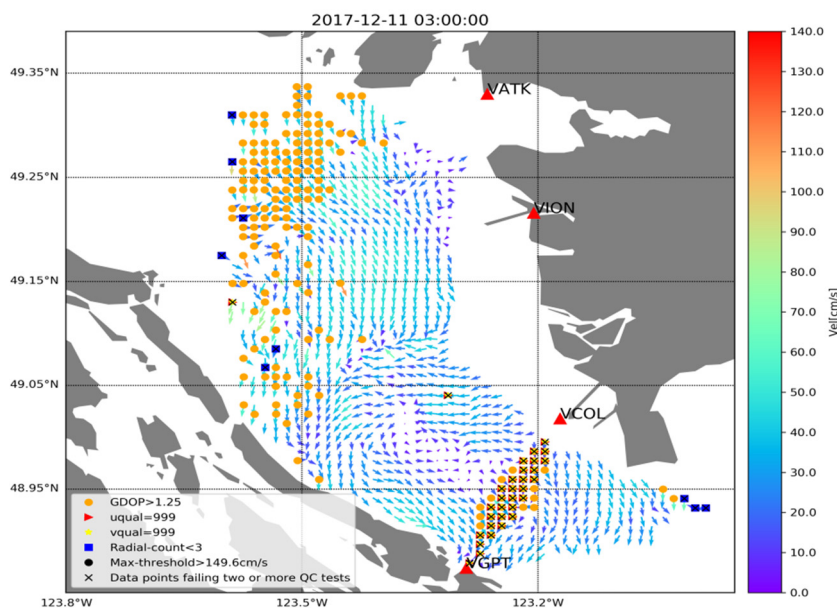 2017-12-11 03:00:00
49.35°N
49.25°N
49.15°N
49.05°N
48.95°N
123.8°W
123.5°W
123.2°W
VATK
VION
VCOL
VGPT
GDOP>1.25
uqual=999
vqual=999
Radial-count<3
Max-threshold>149.6cm/s
Data points failing two or more QC tests
140.0
130.0
120.0
110.0
100.0
90.0
80.0
70.0
60.0
50.0
40.0
30.0
20.0
10.0
0.0
Vel[cm/s]